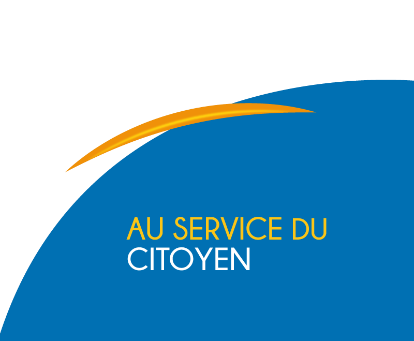 AU SERVICE DU
CITOYEN